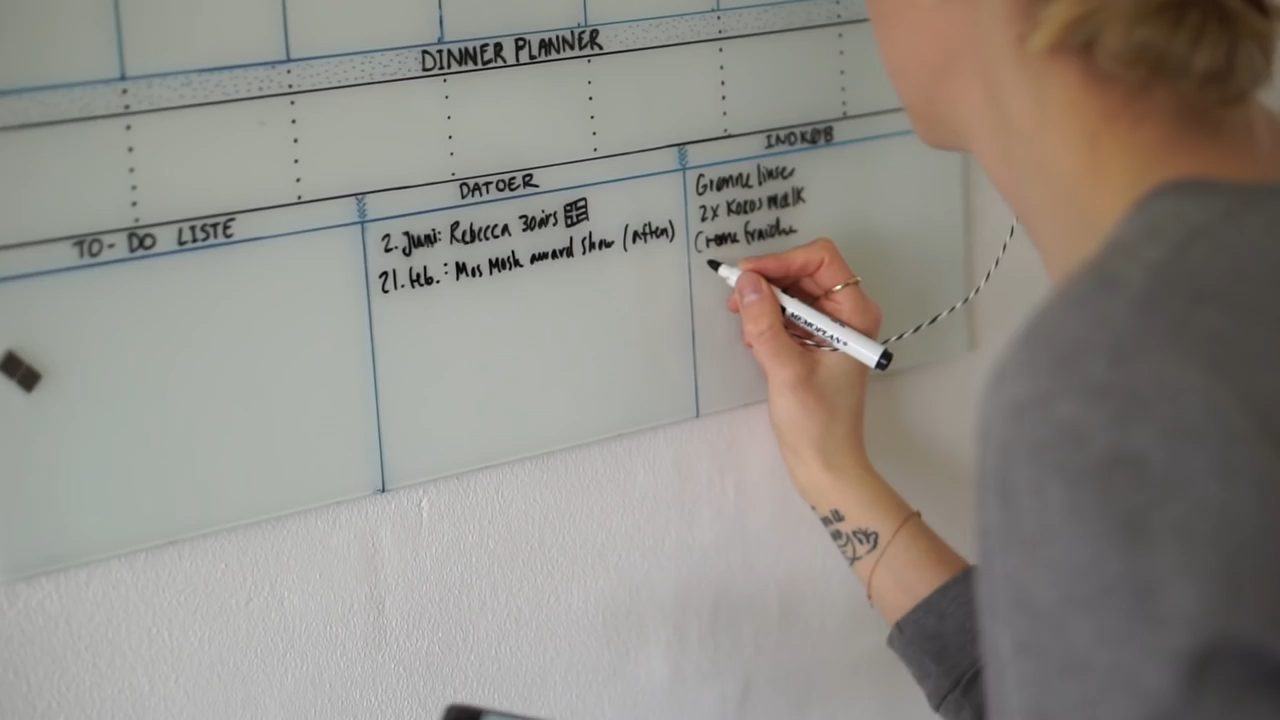 DINNER PLANNER
TO-DO LISTE
DATOER
2. Juni: Rebecca 30års
21. feb.: Mos Mosh award show (aften)
INDKØB
Grønne linser
2x Kokosmælk
Creme fraiche
MEMOPLAN